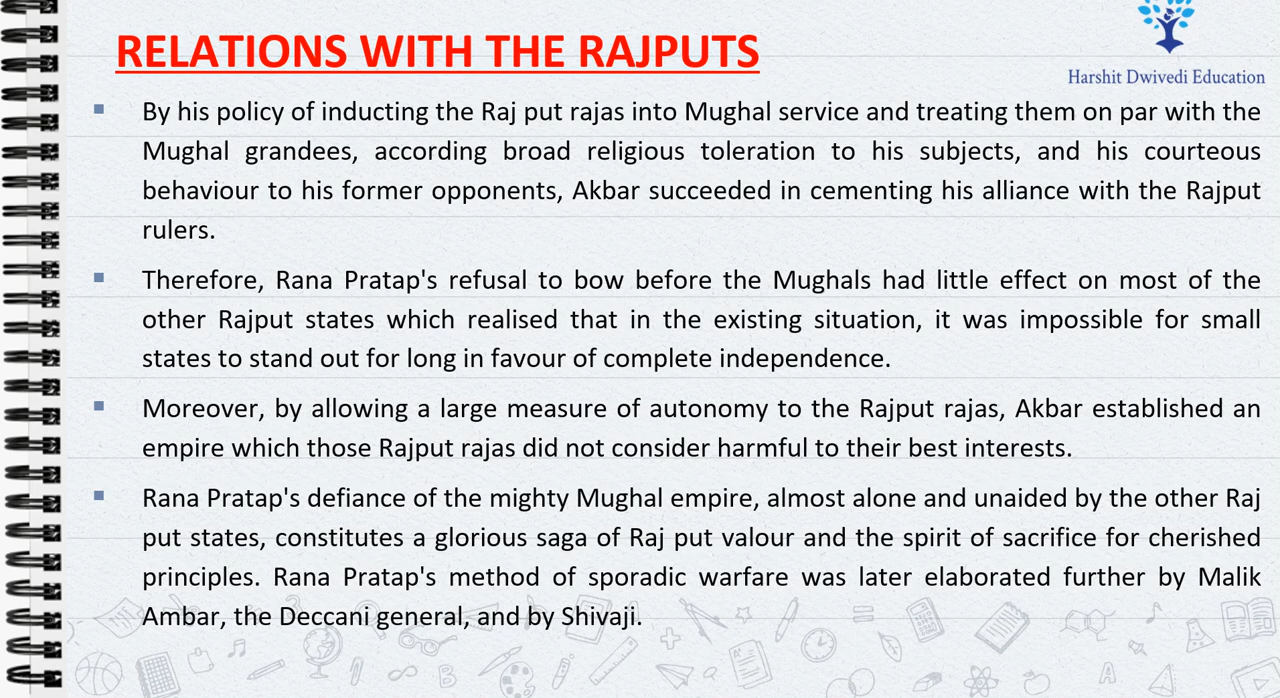 RELATIONS WITH THE RAJPUTS
Harshit Dwivedi Education
▪ By his policy of inducting the Raj put rajas into Mughal service and treating them on par with the
Mughal grandees, according broad religious toleration to his subjects, and his courteous
behaviour to his former opponents, Akbar succeeded in cementing his alliance with the Rajput
rulers.
▪ Therefore, Rana Pratap's refusal to bow before the Mughals had little effect on most of the
other Rajput states which realised that in the existing situation, it was impossible for small
states to stand out for long in favour of complete independence.
▪ Moreover, by allowing a large measure of autonomy to the Rajput rajas, Akbar established an
empire which those Rajput rajas did not consider harmful to their best interests.
▪ Rana Pratap's defiance of the mighty Mughal empire, almost alone and unaided by the other Raj
put states, constitutes a glorious saga of Raj put valour and the spirit of sacrifice for cherished
principles. Rana Pratap's method of sporadic warfare was later elaborated further by Malik
Ambar, the Deccani general, and by Shivaji.